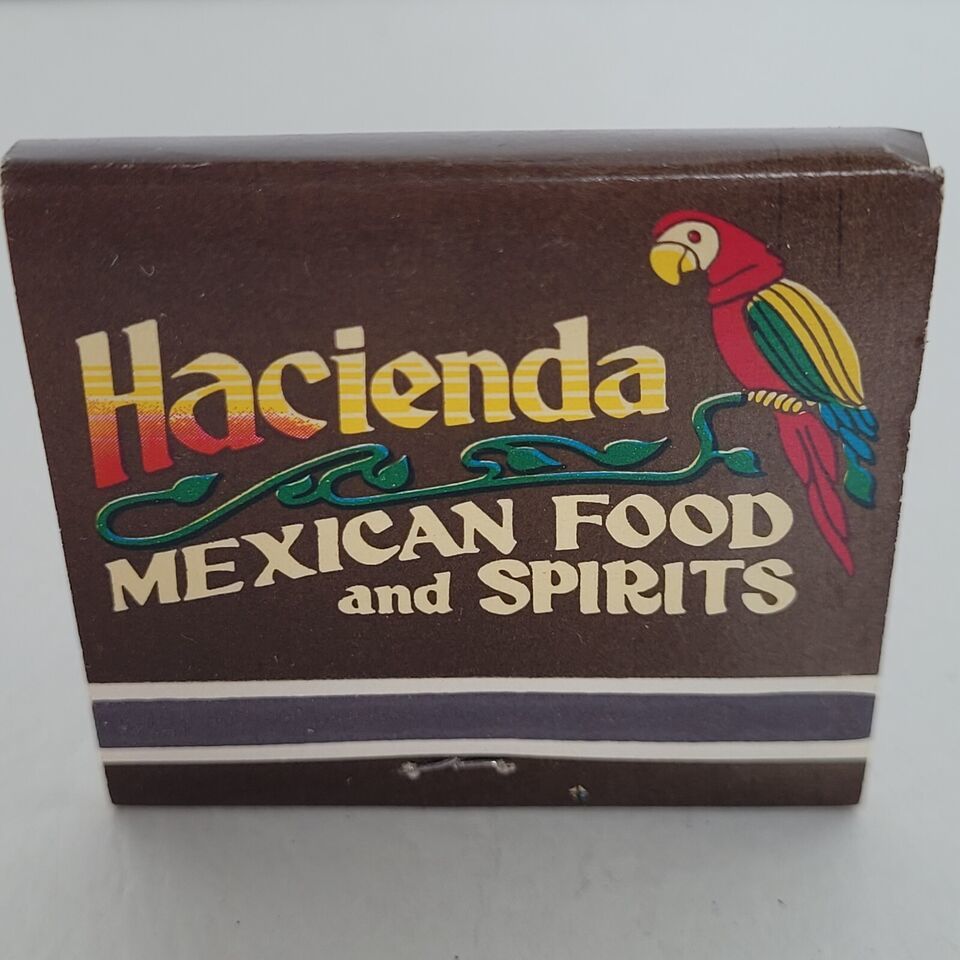 Hacienda
MEXICAN FOOD
and SPIRITS